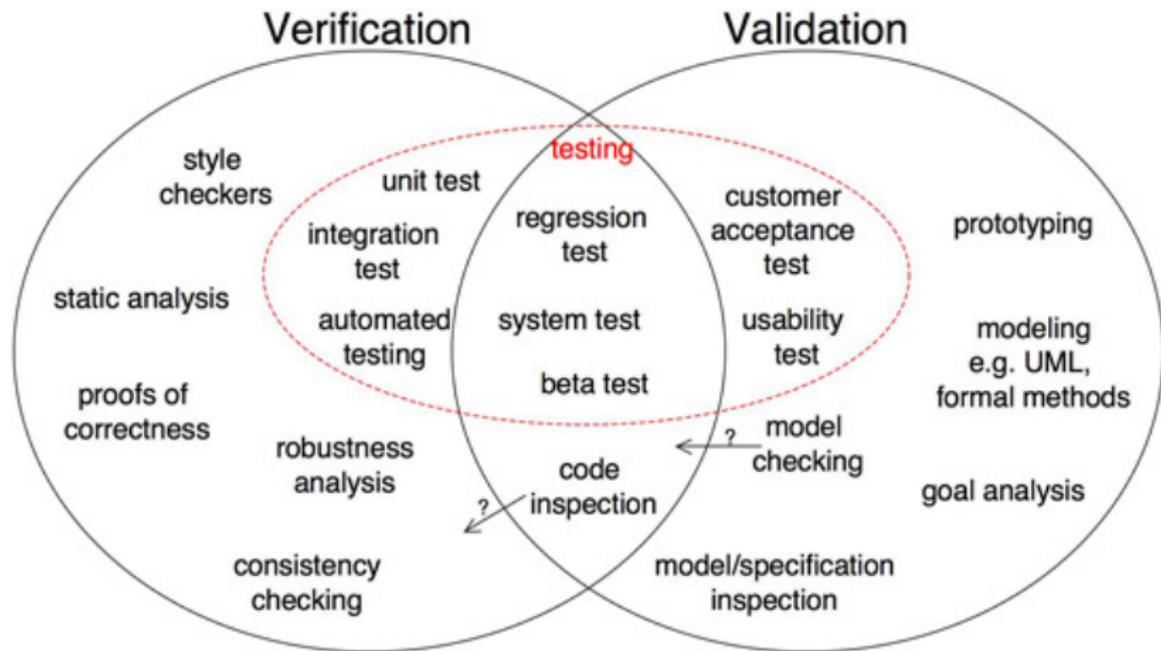 Verification
Validation
testing
style
checkers
unit test
integration
test
static analysis
automated
testing
proofs of
correctness
robustness
analysis
consistency
checking
regression
test
system test
beta test
code
inspection
?
customer
acceptance
test
usability
test
?
model
checking
model/specification
inspection
prototyping
modeling
e.g. UML,
formal methods
goal analysis